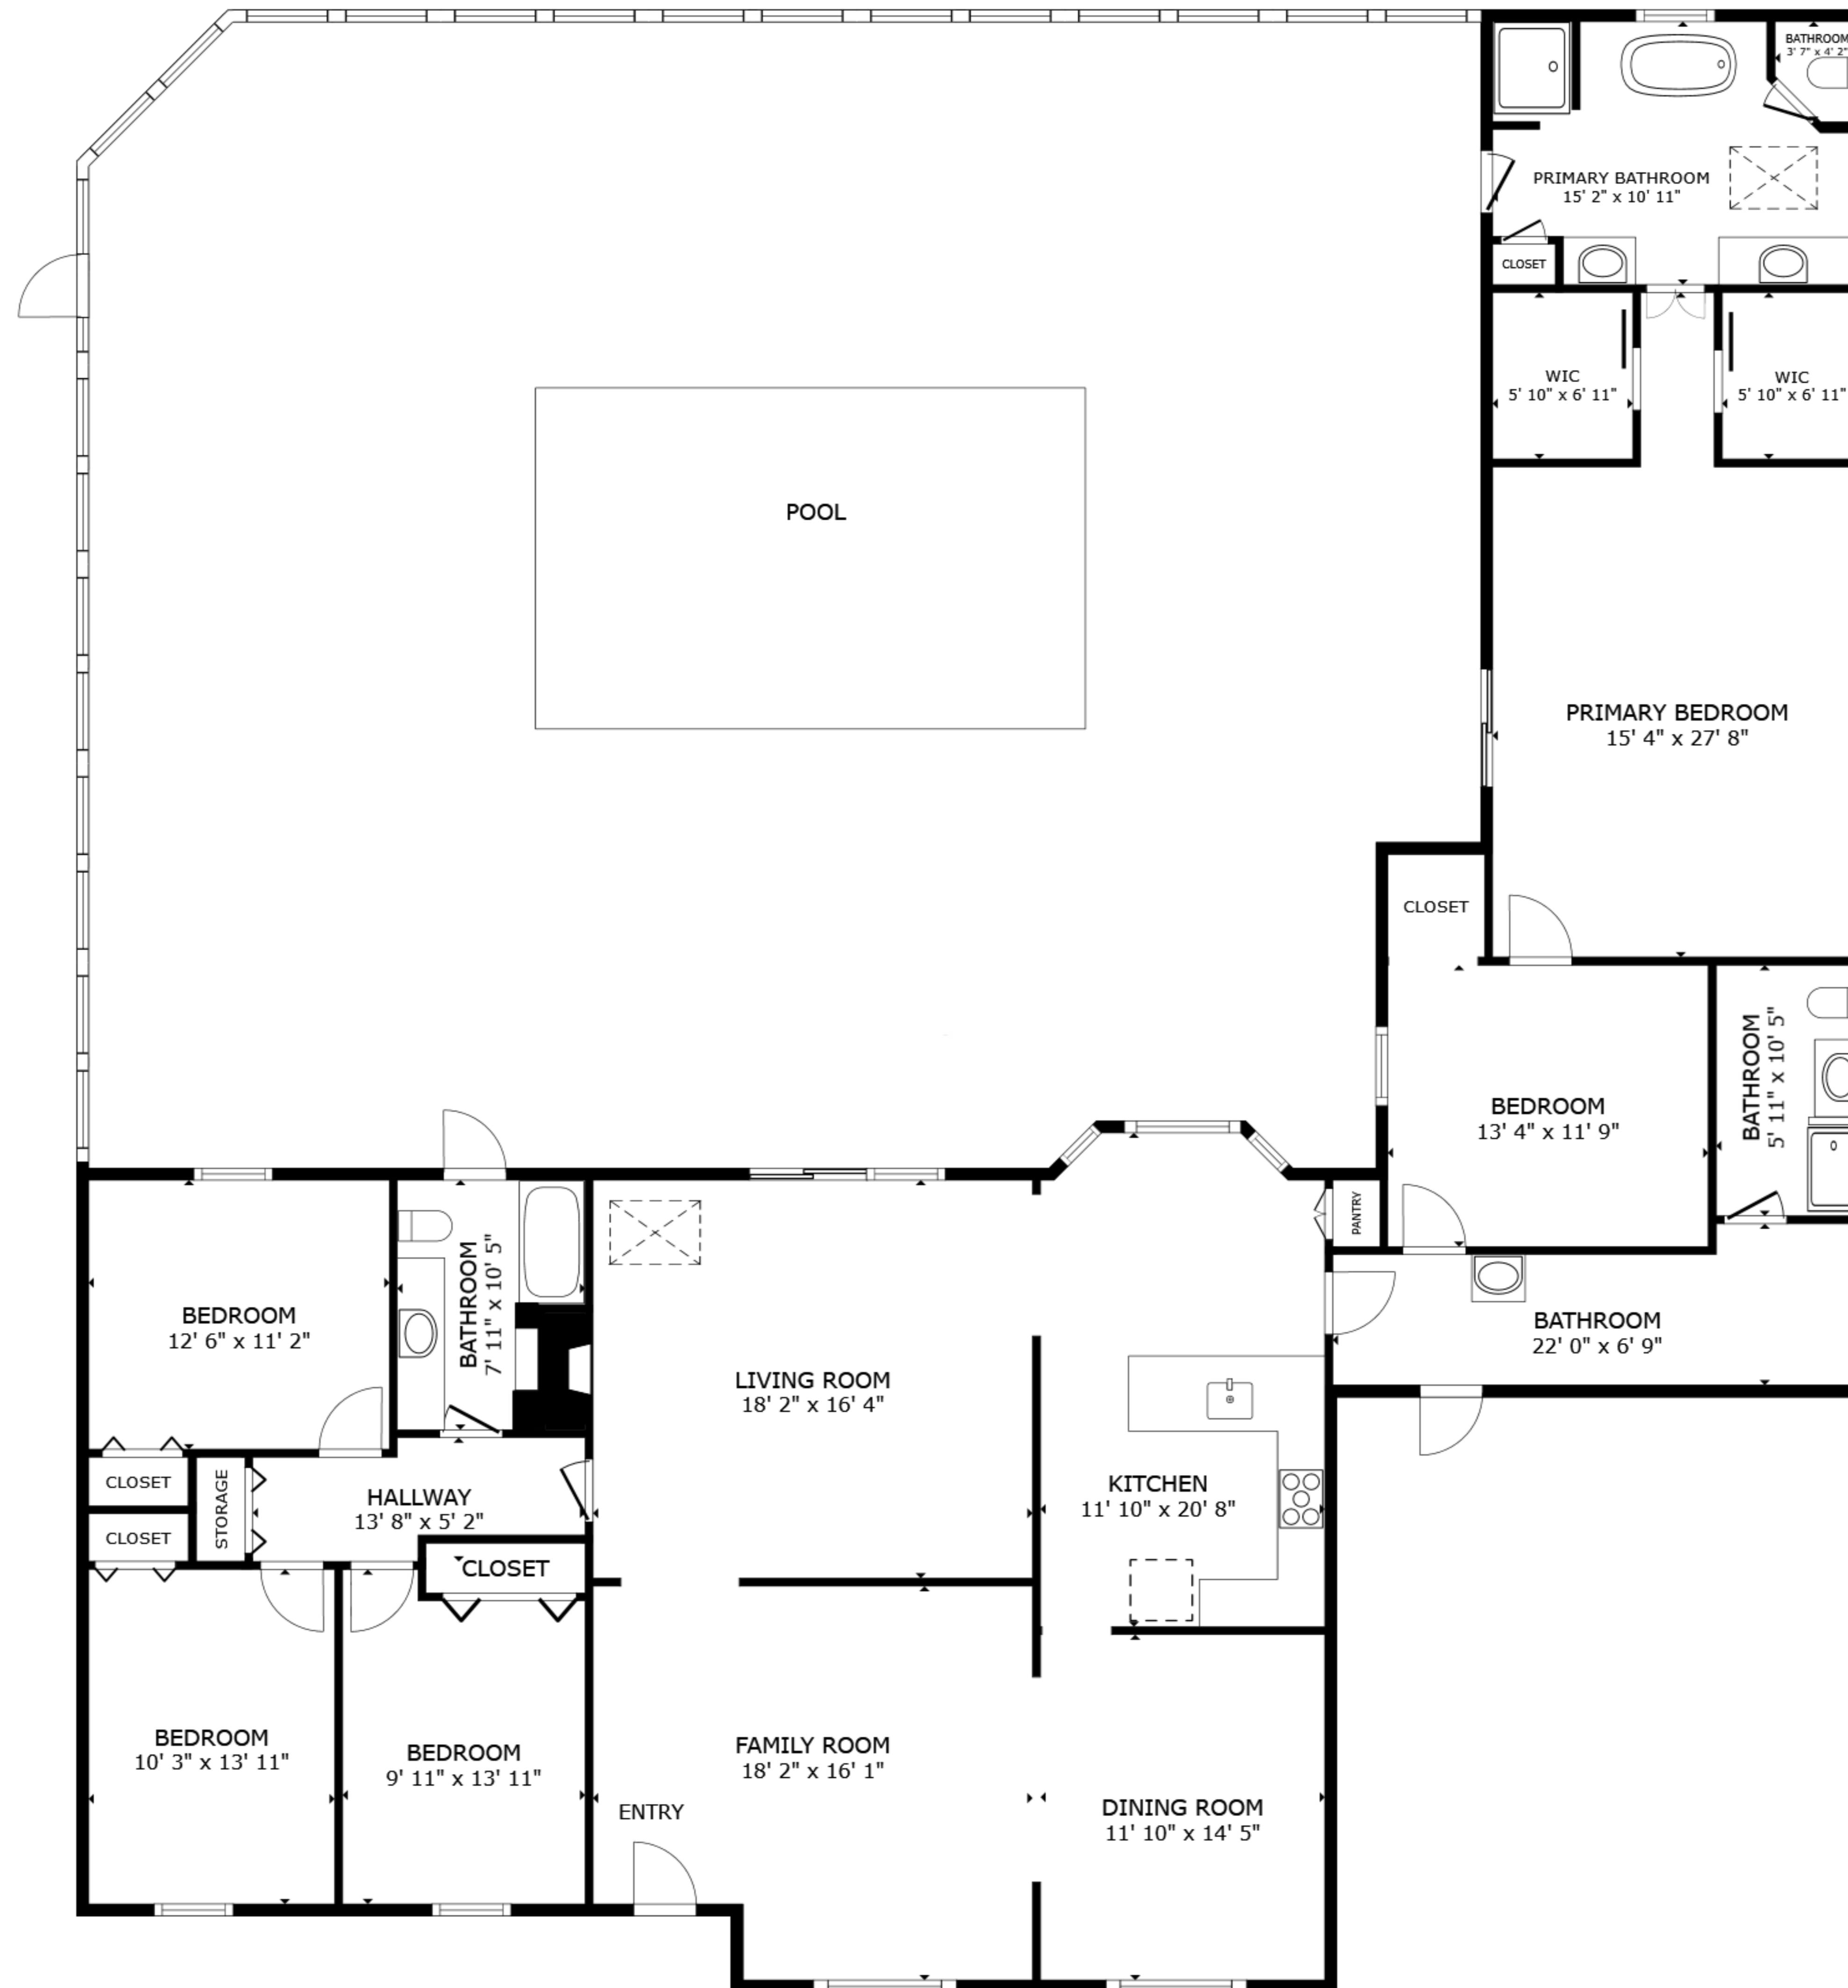 BATHROOM
3' 7" x 4' 2"
PRIMARY BATHROOM
15' 2" x 10' 11"
CLOSET
WIC
5' 10" x 6' 11"
WIC
5' 10" x 6' 11"
POOL
PRIMARY BEDROOM
15' 4" x 27' 8"
CLOSET
BEDROOM
13' 4" x 11' 9"
BATHROOM
5' 11" x 10' 5"
PANTRY
BATHROOM
22' 0" x 6' 9"
BEDROOM
12' 6" x 11' 2"
BATHROOM
7' 11" x 10' 5"
LIVING ROOM
18' 2" x 16' 4"
KITCHEN
11' 10" x 20' 8"
CLOSET
STORAGE
HALLWAY
13' 8" x 5' 2"
CLOSET
CLOSET
BEDROOM
10' 3" x 13' 11"
BEDROOM
9' 11" x 13' 11"
FAMILY ROOM
18' 2" x 16' 1"
ENTRY
DINING ROOM
11' 10" x 14' 5"